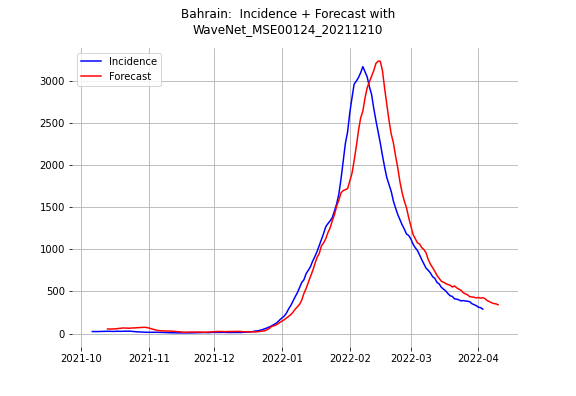 Bahrain:  Incidence + Forecast with
WaveNet_MSE00124_20211210
Incidence
Forecast
3000
2500
2000
1500
1000
500
0
2021-10 2021-11 2021-12 2022-01 2022-02 2022-03 2022-04